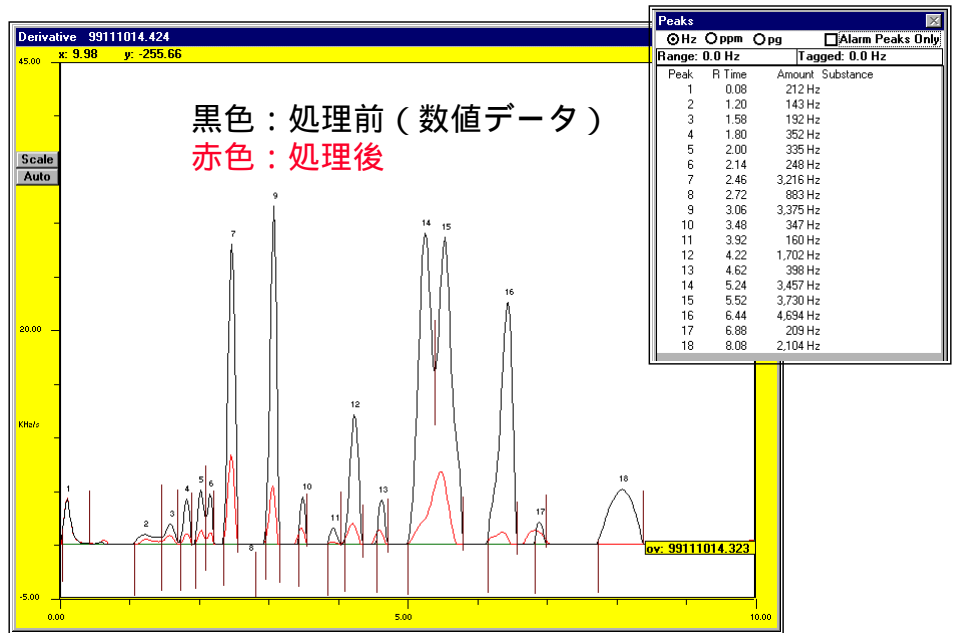 Derivative 99111014.424
x: 9.98 y: -255.66
45.00
黒色：処理前（数値データ）
赤色：処理後
Scale
Auto
9
7
14 15
16
20.00
12
KHz/s
1
2
3
4
5
6
10
11
13
17
18
8
ov: 99111014.323
-5.00
0.00 5.00 10.00
Peaks
Hz ppm pg Alarm Peaks Only
Range: 0.0 Hz Tagged: 0.0 Hz
Peak R Time Amount Substance
1 0.08 212 Hz
2 1.20 143 Hz
3 1.58 192 Hz
4 1.80 352 Hz
5 2.00 335 Hz
6 2.14 248 Hz
7 2.46 3,216 Hz
8 2.72 883 Hz
9 3.06 3,375 Hz
10 3.48 347 Hz
11 3.92 160 Hz
12 4.22 1,702 Hz
13 4.62 398 Hz
14 5.24 3,457 Hz
15 5.52 3,730 Hz
16 6.44 4,694 Hz
17 6.88 209 Hz
18 8.08 2,104 Hz